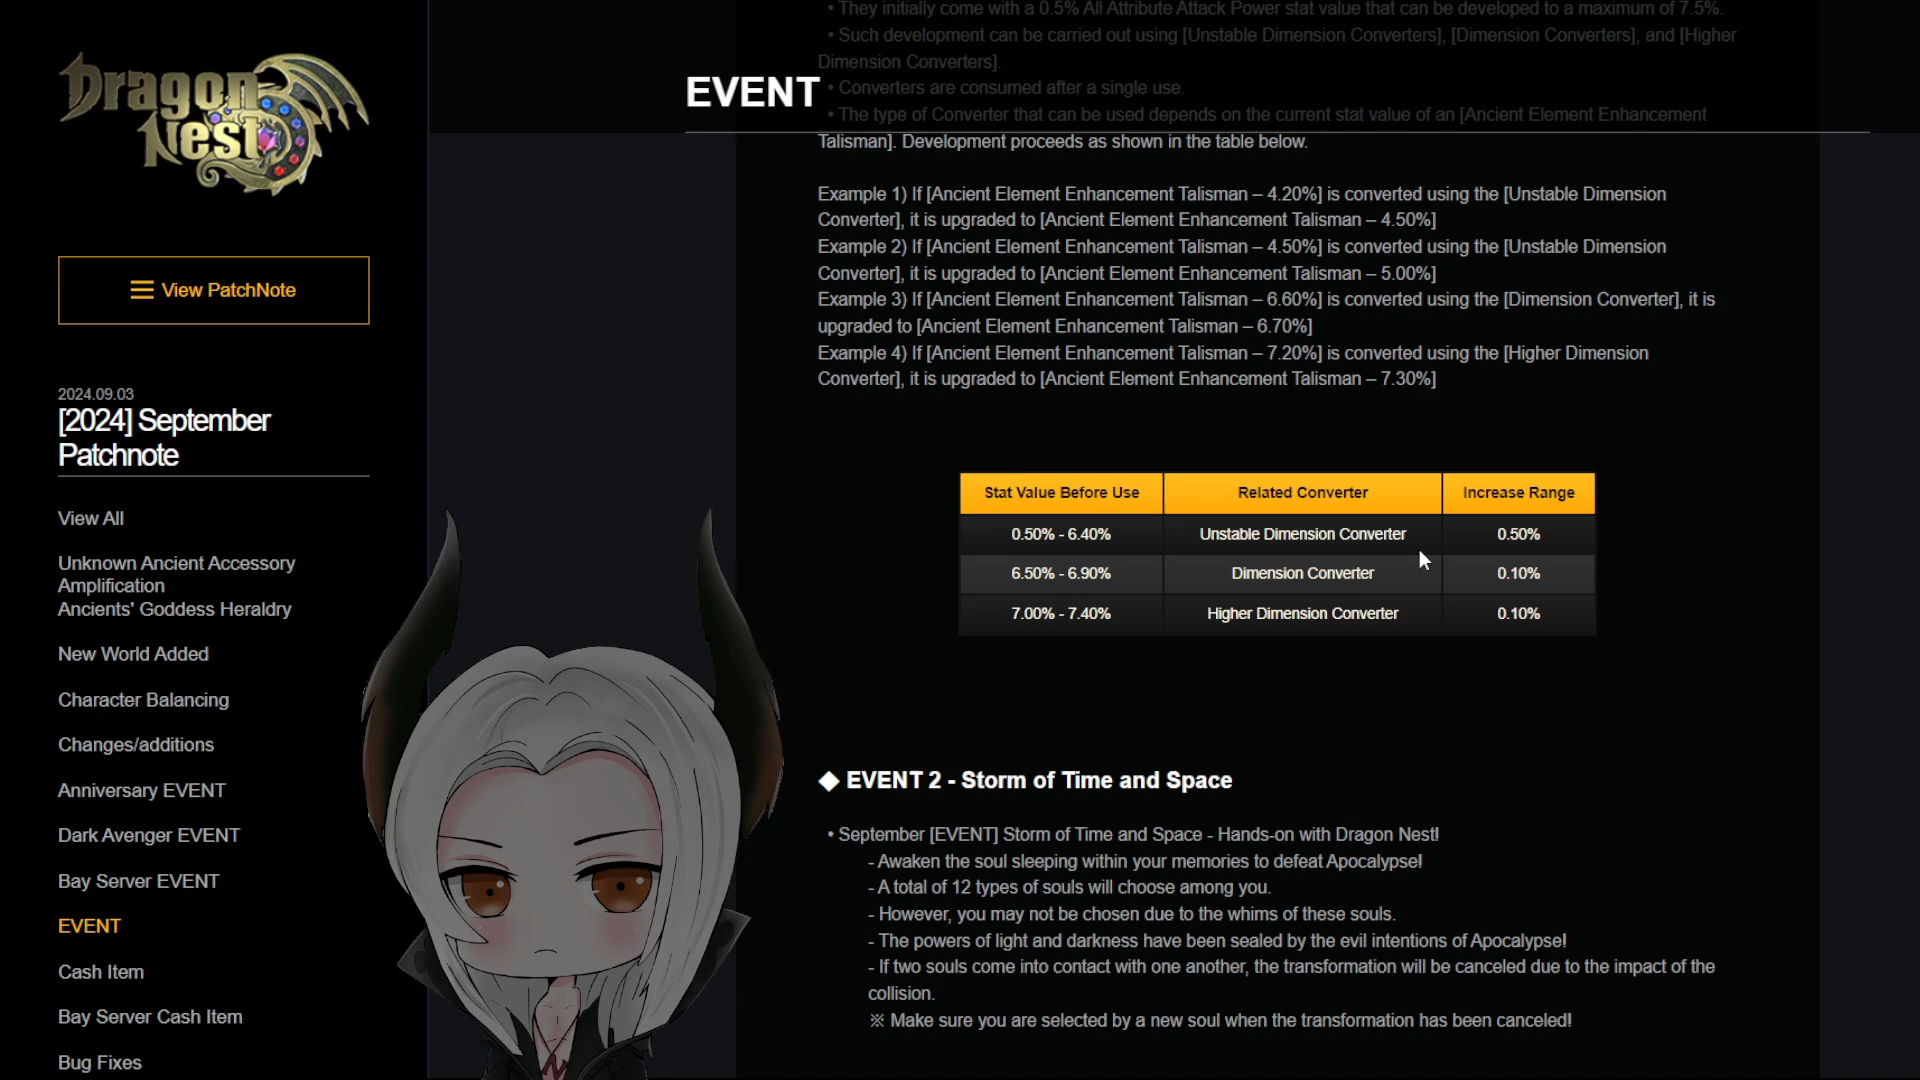 Dragon
Nest
View PatchNote
2024.09.03
[2024] September
Patchnote
View All
Unknown Ancient Accessory
Amplification
Ancients' Goddess Heraldry
New World Added
Character Balancing
Changes/additions
Anniversary EVENT
Dark Avenger EVENT
Bay Server EVENT
EVENT
Cash Item
Bay Server Cash Item
Bug Fixes
EVENT
• They initially come with a 0.5% All Attribute Attack Power stat value that can be developed to a maximum of 7.5%.
• Such development can be carried out using [Unstable Dimension Converters], [Dimension Converters], and [Higher
Dimension Converters].
• Converters are consumed after a single use.
• The type of Converter that can be used depends on the current stat value of an [Ancient Element Enhancement
Talisman]. Development proceeds as shown in the table below.
Example 1) If [Ancient Element Enhancement Talisman – 4.20%] is converted using the [Unstable Dimension
Converter], it is upgraded to [Ancient Element Enhancement Talisman – 4.50%]
Example 2) If [Ancient Element Enhancement Talisman – 4.50%] is converted using the [Unstable Dimension
Converter], it is upgraded to [Ancient Element Enhancement Talisman – 5.00%]
Example 3) If [Ancient Element Enhancement Talisman – 6.60%] is converted using the [Dimension Converter], it is
upgraded to [Ancient Element Enhancement Talisman – 6.70%]
Example 4) If [Ancient Element Enhancement Talisman – 7.20%] is converted using the [Higher Dimension
Converter], it is upgraded to [Ancient Element Enhancement Talisman – 7.30%]
Stat Value Before Use Related Converter Increase Range
0.50% - 6.40% Unstable Dimension Converter 0.50%
6.50% - 6.90% Dimension Converter 0.10%
7.00% - 7.40% Higher Dimension Converter 0.10%
◆ EVENT 2 - Storm of Time and Space
• September [EVENT] Storm of Time and Space - Hands-on with Dragon Nest!
- Awaken the soul sleeping within your memories to defeat Apocalypse!
- A total of 12 types of souls will choose among you.
- However, you may not be chosen due to the whims of these souls.
- The powers of light and darkness have been sealed by the evil intentions of Apocalypse!
- If two souls come into contact with one another, the transformation will be canceled due to the impact of the
collision.
※ Make sure you are selected by a new soul when the transformation has been canceled!